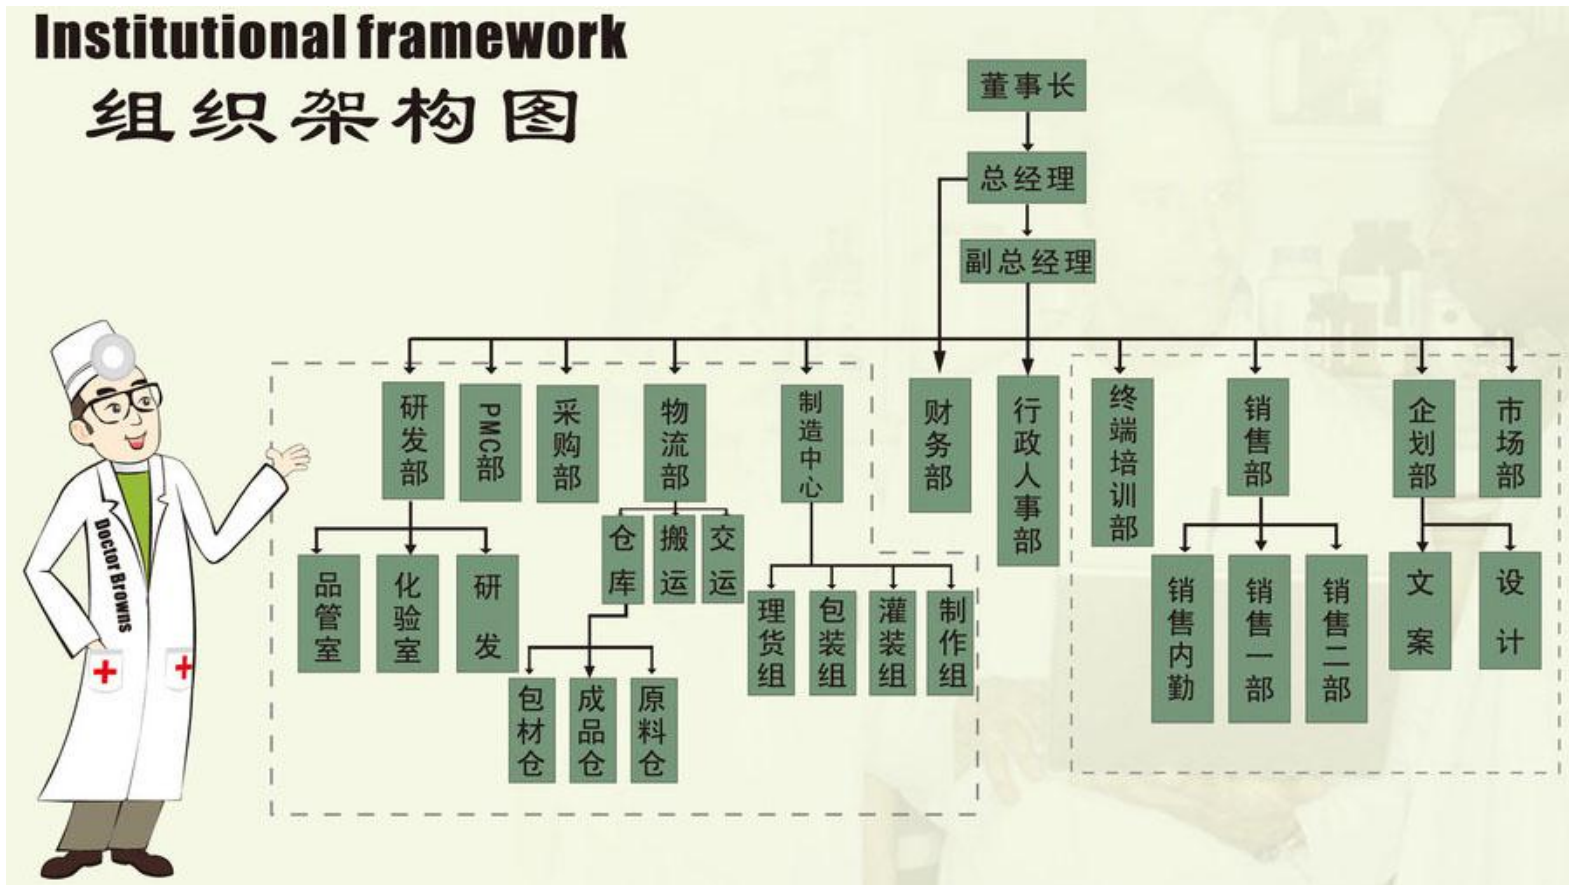 Institutional framework
组织架构图
董事长
总经理
副总经理
研发部
PMC部
采购部
物流部
制造中心
财务部
行政人事部
终端培训部
销售部
企划部
市场部
品管室
化验室
研发
仓库
搬运
交运
理货组
包装组
灌装组
制作组
销售内勤
销售一部
销售二部
文案
设计
包材仓
成品仓
原料仓
Doctor Browns